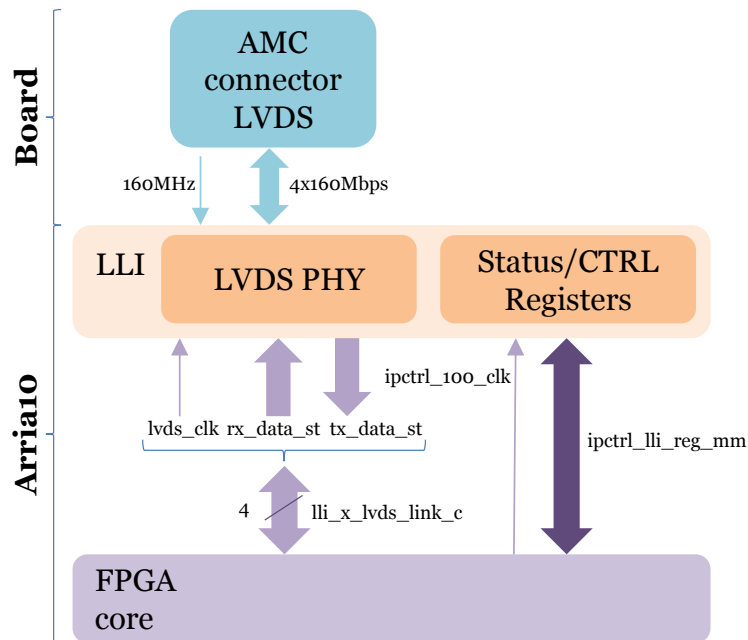 Board
AMC
connector
LVDS
160MHz
4x160Mbps
Arria10
LLI
LVDS PHY
Status/CTRL
Registers
ipctrl_100_clk
lvds_clk rx_data_st tx_data_st
ipctrl_lli_reg_mm
4
lli_x_lvds_link_c
FPGA
core